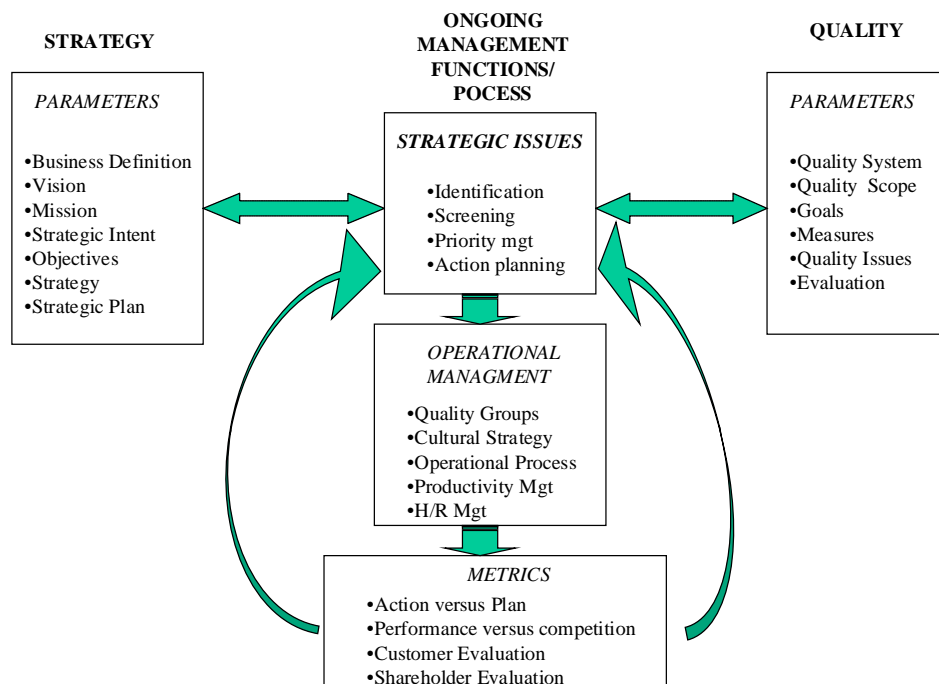 STRATEGY
PARAMETERS
•Business Definition
•Vision
•Mission
•Strategic Intent
•Objectives
•Strategy
•Strategic Plan
ONGOING
MANAGEMENT
FUNCTIONS/
POCESS
STRATEGIC ISSUES
•Identification
•Screening
•Priority mgt
•Action planning
OPERATIONAL
MANAGMENT
•Quality Groups
•Cultural Strategy
•Operational Process
•Productivity Mgt
•H/R Mgt
METRICS
•Action versus Plan
•Performance versus competition
•Customer Evaluation
•Shareholder Evaluation
QUALITY
PARAMETERS
•Quality System
•Quality Scope
•Goals
•Measures
•Quality Issues
•Evaluation